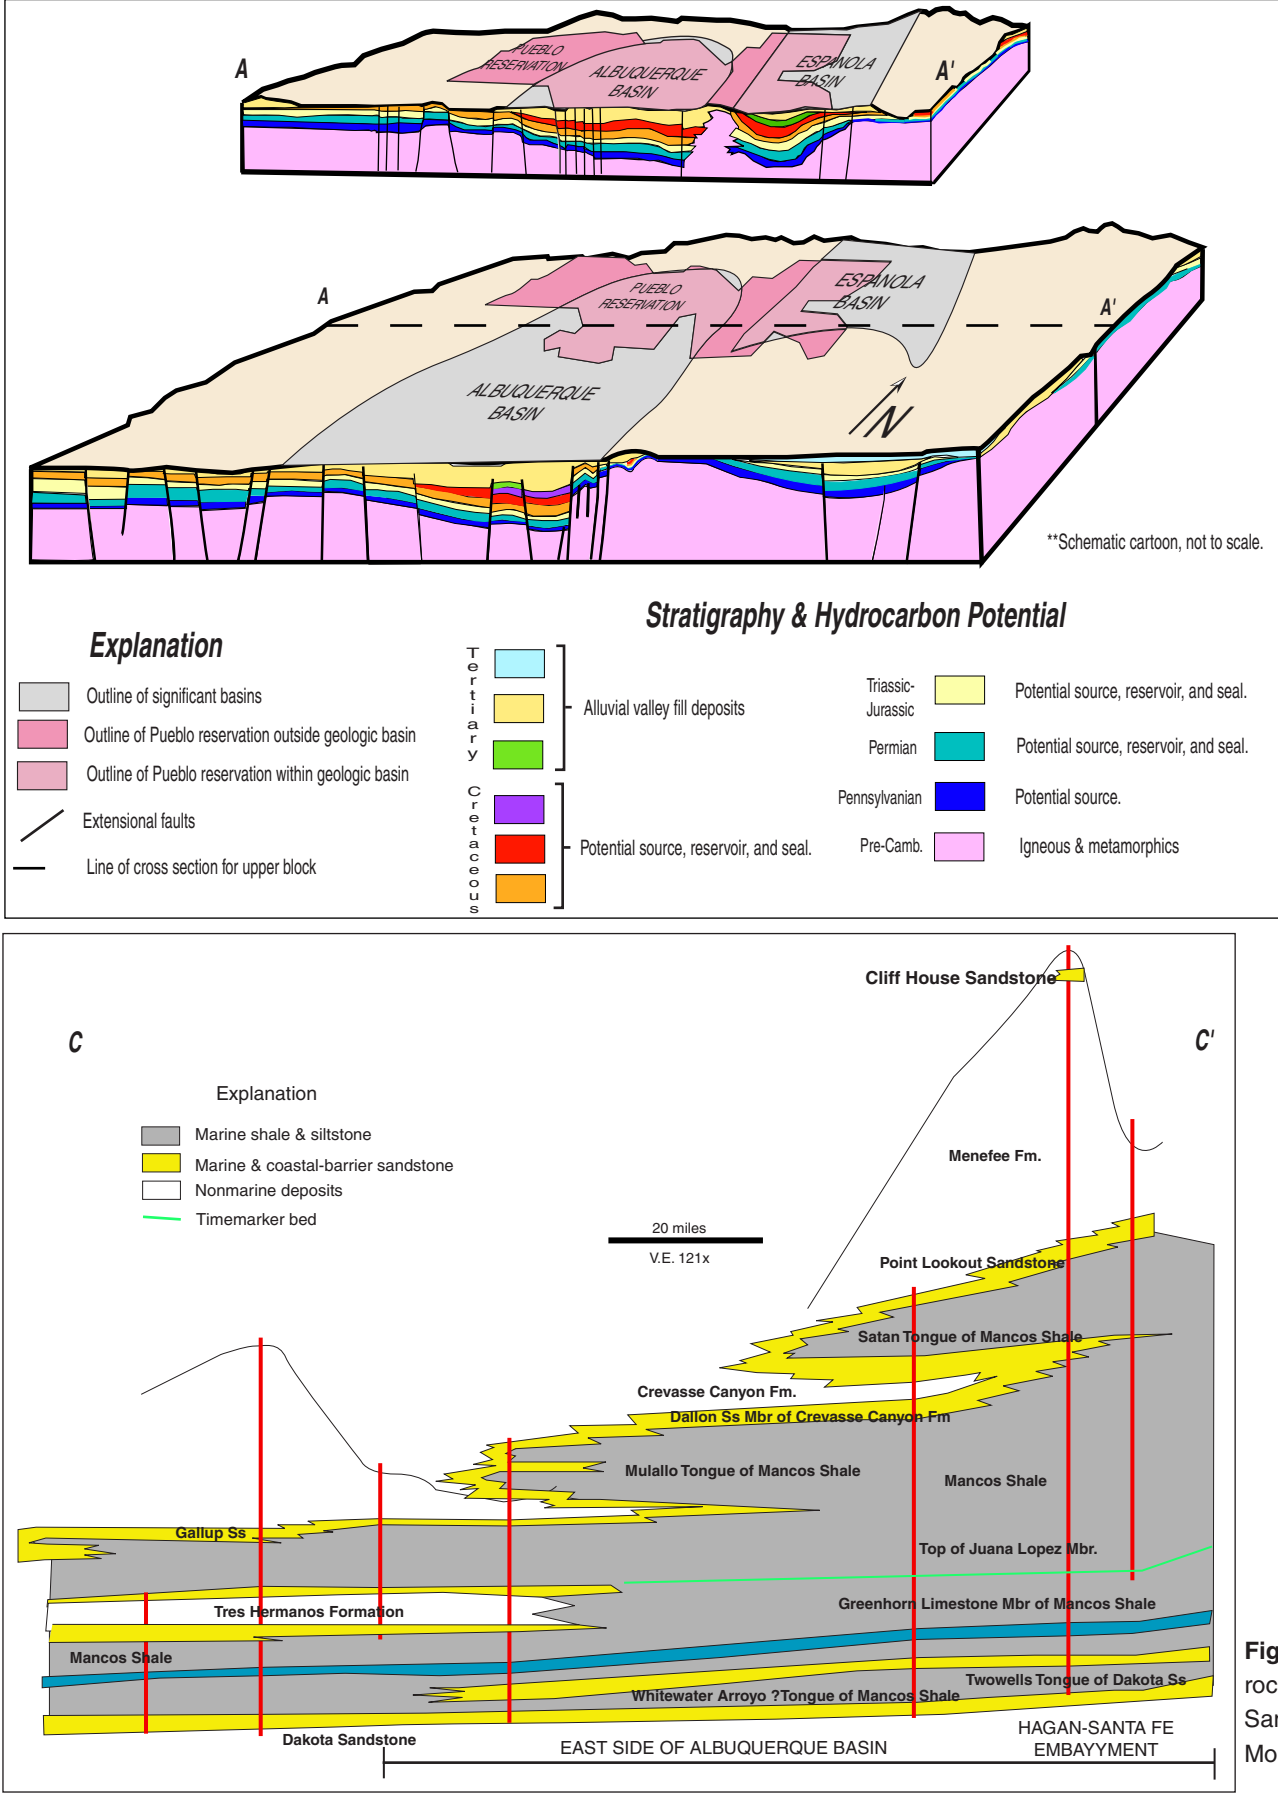 A
PUEBLO
RESERVATION
ALBUQUERQUE
BASIN
ESPANOLA
BASIN
A'
A
PUEBLO
RESERVATION
ESPANOLA
BASIN
A'
ALBUQUERQUE
BASIN
N
**Schematic cartoon, not to scale.
Stratigraphy & Hydrocarbon Potential
Explanation
Outline of significant basins
Outline of Pueblo reservation outside geologic basin
Outline of Pueblo reservation within geologic basin
Extensional faults
Line of cross section for upper block
Tertiary
Alluvial valley fill deposits
Cretaceous
Potential source, reservoir, and seal.
Triassic-
Jurassic
Potential source, reservoir, and seal.
Permian
Potential source, reservoir, and seal.
Pennsylvanian
Potential source.
Pre-Camb.
Igneous & metamorphics
Cliff House Sandstone
C
C'
Explanation
Marine shale & siltstone
Marine & coastal-barrier sandstone
Nonmarine deposits
Timemarker bed
Menefee Fm.
20 miles
V.E. 121x
Point Lookout Sandstone
Satan Tongue of Mancos Shale
Crevasse Canyon Fm.
Dallon Ss Mbr of Crevasse Canyon Fm
Mulallo Tongue of Mancos Shale
Mancos Shale
Gallup Ss
Top of Juana Lopez Mbr.
Tres Hermanos Formation
Greenhorn Limestone Mbr of Mancos Shale
Mancos Shale
Twowells Tongue of Dakota Ss
Whitewater Arroyo ?Tongue of Mancos Shale
Dakota Sandstone
EAST SIDE OF ALBUQUERQUE BASIN
HAGAN-SANTA FE
EMBAYYMENT
Fig
roc
San
Mo